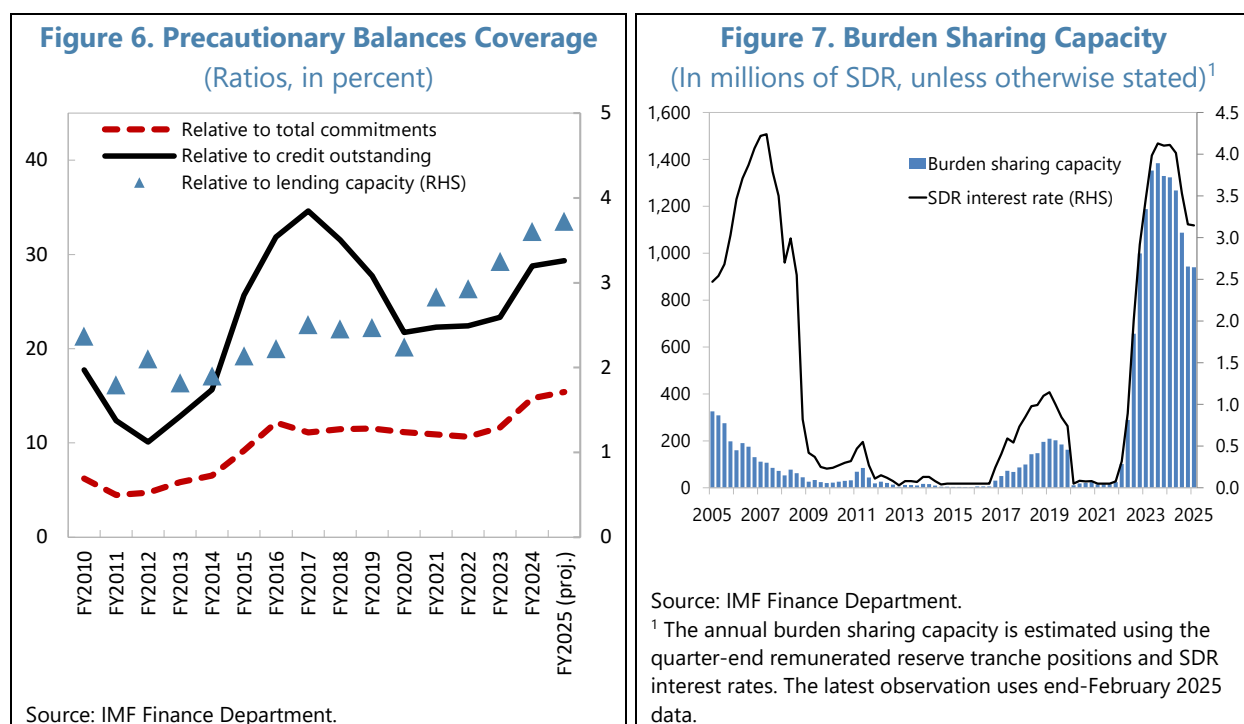 Figure 6. Precautionary Balances Coverage
(Ratios, in percent)
5
Relative to total commitments
40
Relative to credit outstanding
Relative to lending capacity (RHS)
4
30
3
20
2
10
1
0
0
FY2010
FY2011
FY2012
FY2013
FY2014
FY2015
FY2016
FY2017
FY2018
FY2019
FY2020
FY2021
FY2022
FY2023
FY2024
FY2025 (proj.)
Source: IMF Finance Department.
Figure 7. Burden Sharing Capacity
(In millions of SDR, unless otherwise stated)¹
1,600
1,400
1,200
1,000
800
600
400
200
0
Burden sharing capacity
SDR interest rate (RHS)
4.5
4.0
3.5
3.0
2.5
2.0
1.5
1.0
0.5
0.0
2005 2007 2009 2011 2013 2015 2017 2019 2021 2023 2025
Source: IMF Finance Department.
¹ The annual burden sharing capacity is estimated using the
quarter-end remunerated reserve tranche positions and SDR
interest rates. The latest observation uses end-February 2025
data.